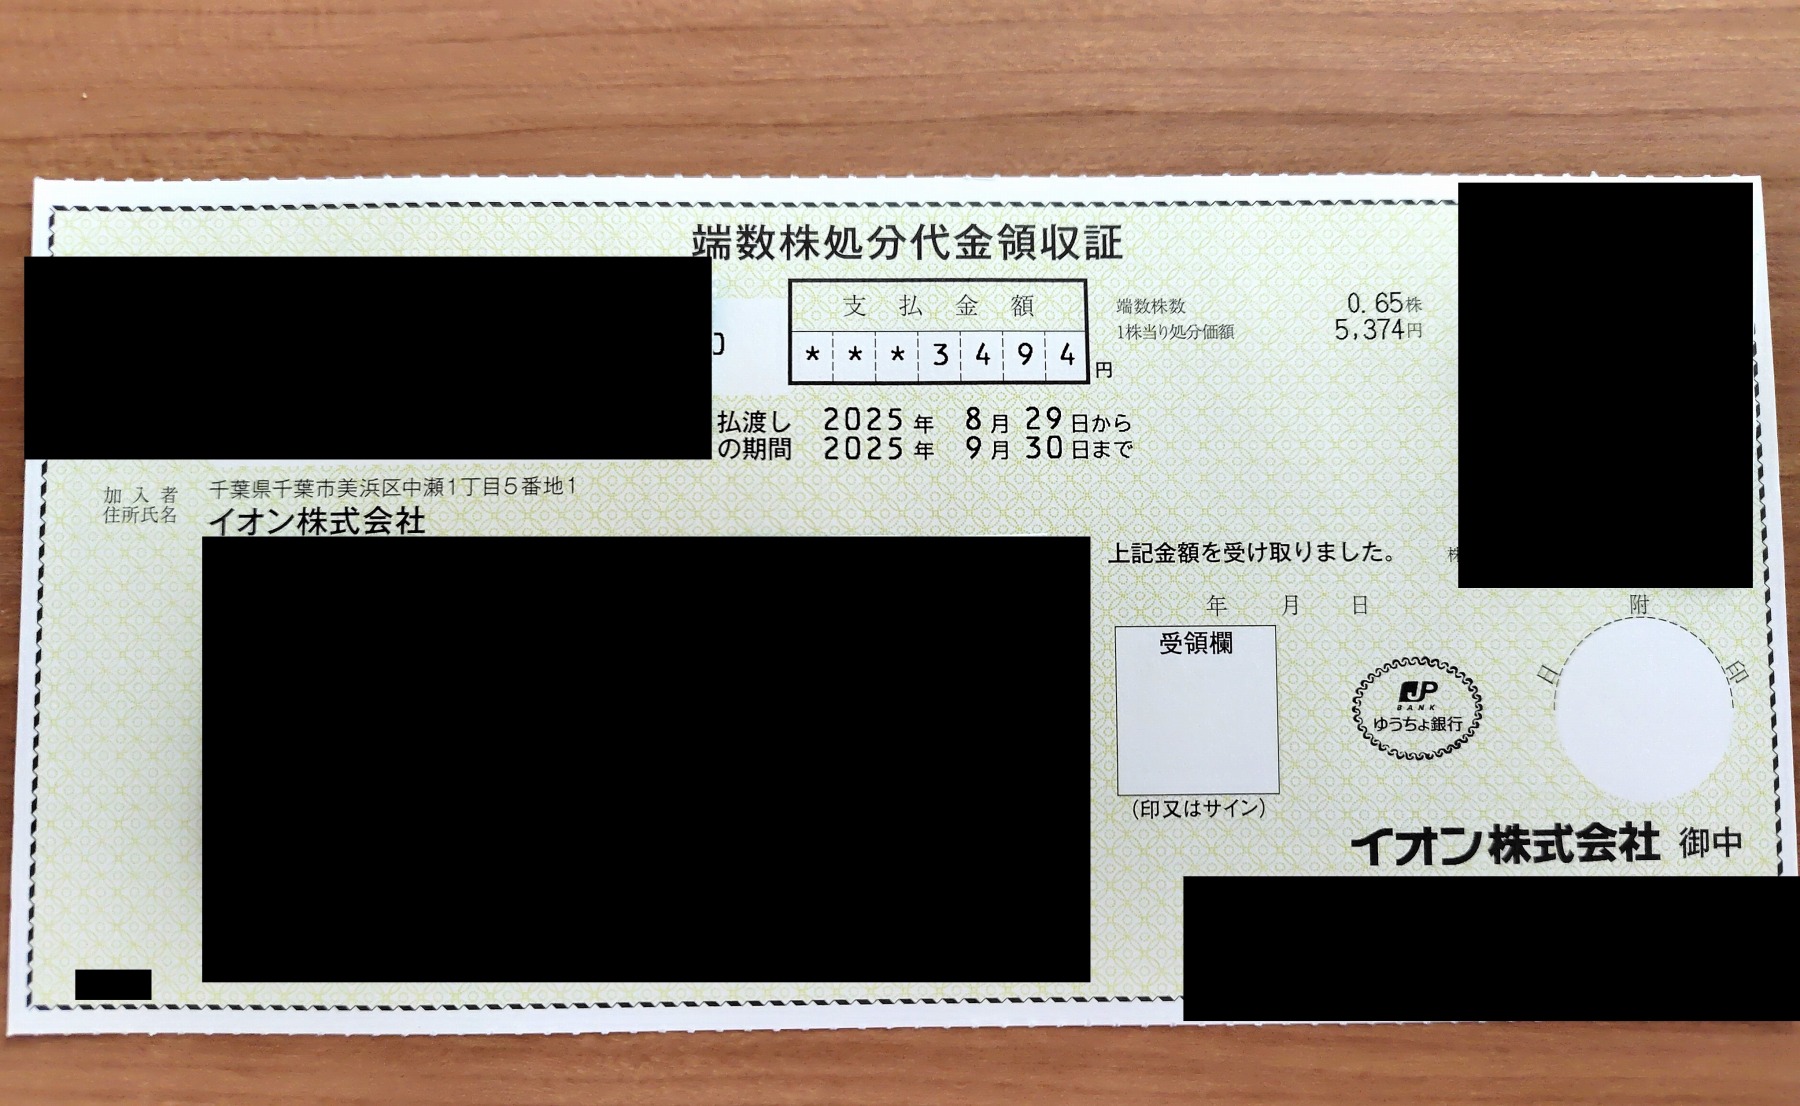 端数株処分代金領収証
支払金額
***3494円
端数株数 0.65株
1株当り処分価額 5,374円
払渡しの期間 2025年 8月 29日から
2025年 9月 30日まで
加入者住所氏名
千葉県千葉市美浜区中瀬1丁目5番地1
イオン株式会社
上記金額を受け取りました。
年 月 日
受領欄
(印又はサイン)
JP
BANK
ゆうちょ銀行
日附印
イオン株式会社 御中